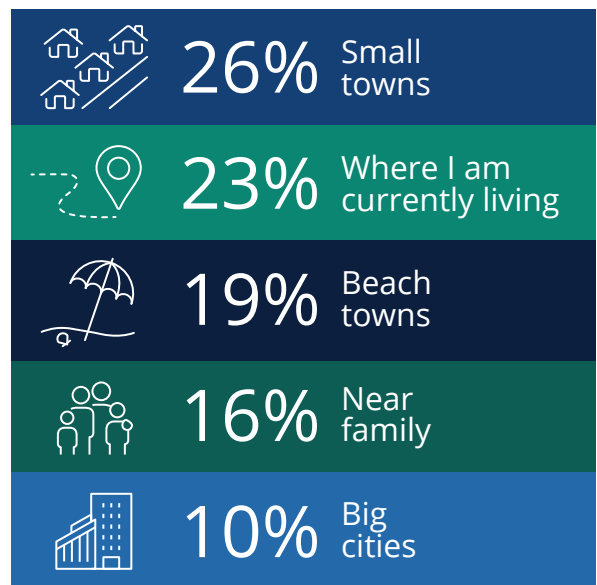 26% Small
towns
23% Where I am
currently living
19% Beach
towns
16% Near
family
10% Big
cities